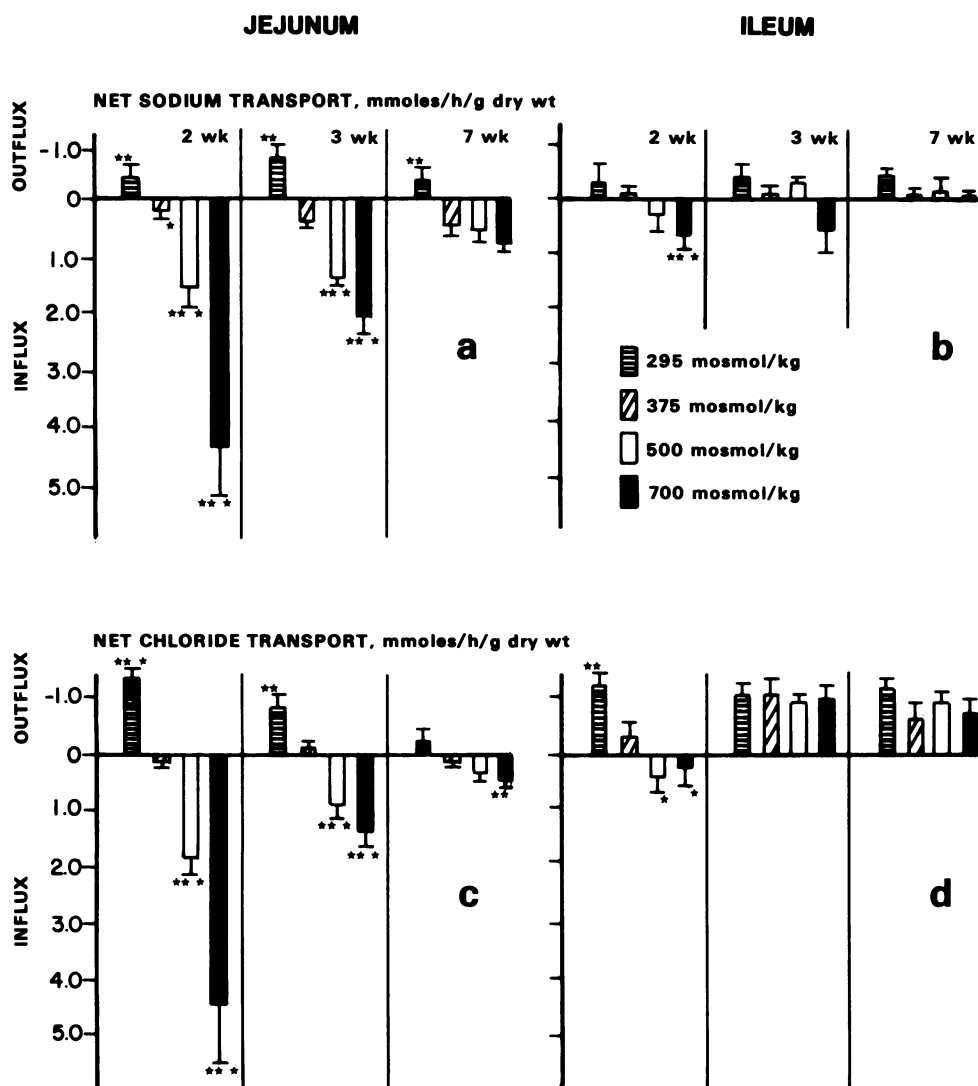 JEJUNUM ILEUM
NET SODIUM TRANSPORT, mmoles/h/g dry wt
OUTFLUX
INFLUX
-1.0
0
1.0
2.0
3.0
4.0
5.0
2 wk 3 wk 7 wk
** ** **
*
** * ** * ** * ** *
a
2 wk 3 wk 7 wk
** *
b
295 mosmol/kg
375 mosmol/kg
500 mosmol/kg
700 mosmol/kg
NET CHLORIDE TRANSPORT, mmoles/h/g dry wt
OUTFLUX
INFLUX
-1.0
0
1.0
2.0
3.0
4.0
5.0
** * **
** * ** * ** * ** * **
c
**
* *
d